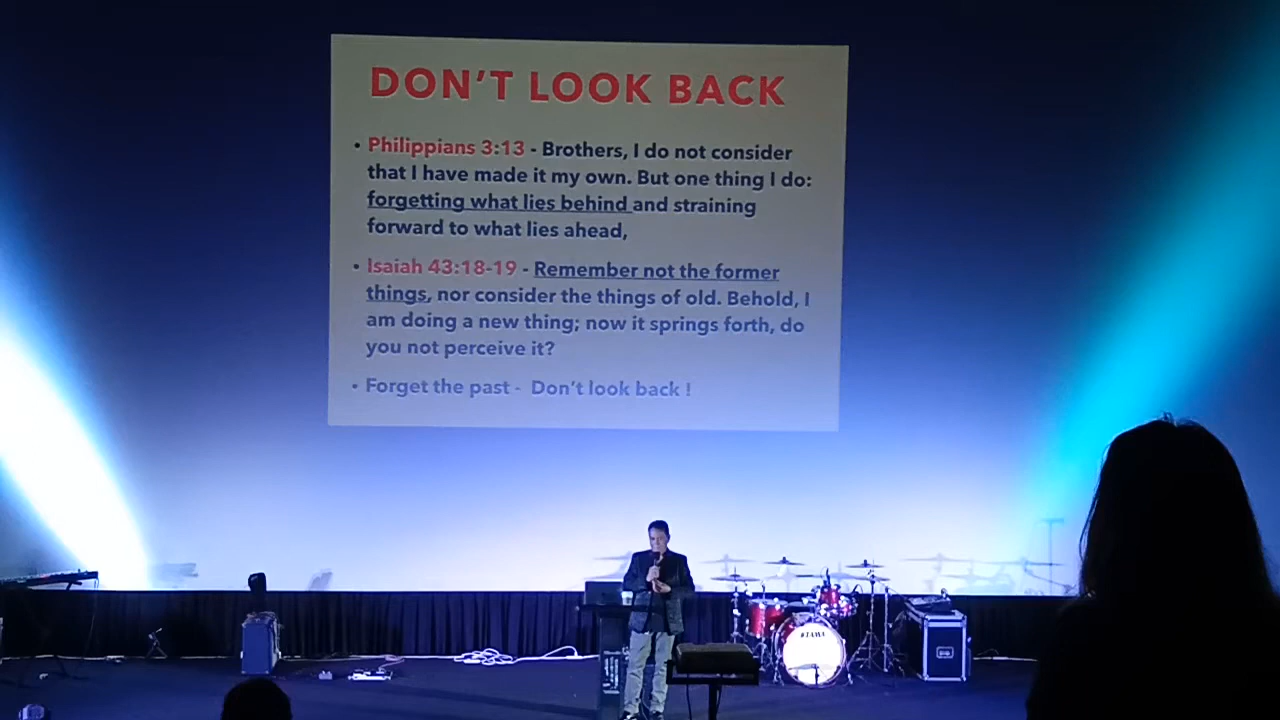 DON'T LOOK BACK
• Philippians 3:13 - Brothers, I do not consider
that I have made it my own. But one thing I do:
forgetting what lies behind and straining
forward to what lies ahead,
• Isaiah 43:18-19 - Remember not the former
things, nor consider the things of old. Behold, I
am doing a new thing; now it springs forth, do
you not perceive it?
• Forget the past - Don't look back !
TAMA